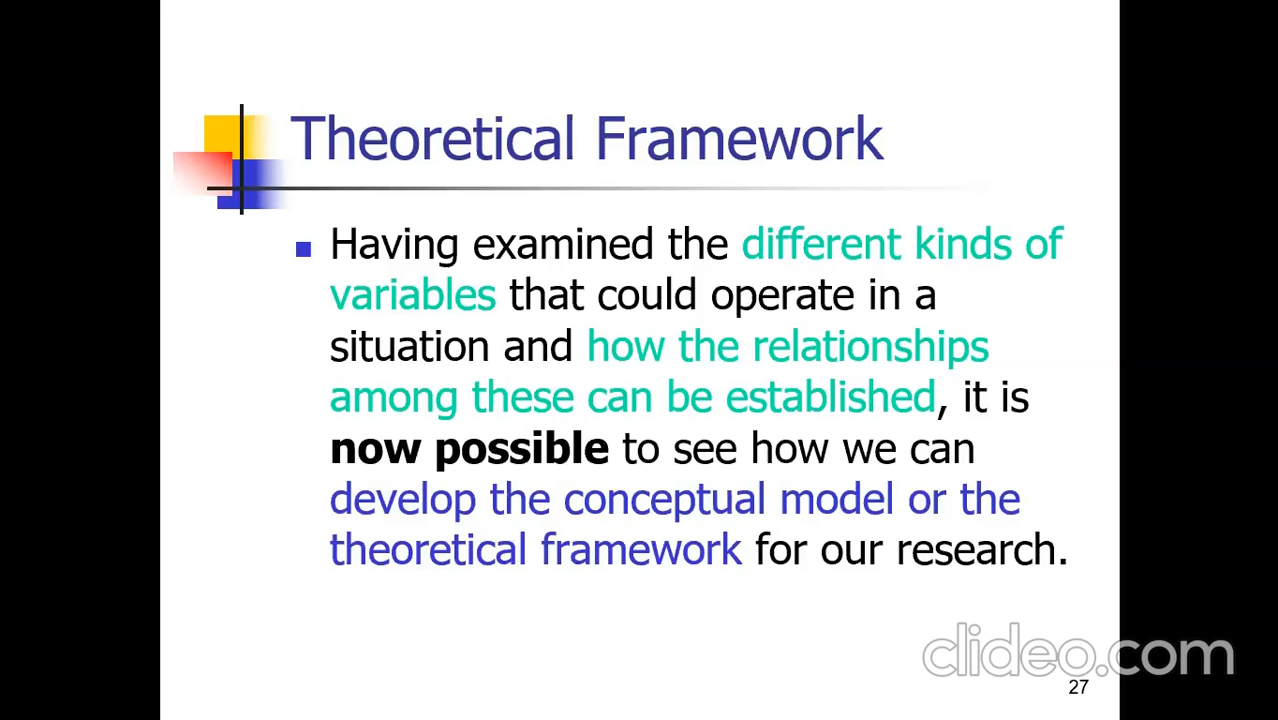 Theoretical Framework
Having examined the different kinds of
variables that could operate in a
situation and how the relationships
among these can be established, it is
now possible to see how we can
develop the conceptual model or the
theoretical framework for our research.
clideo.com
27